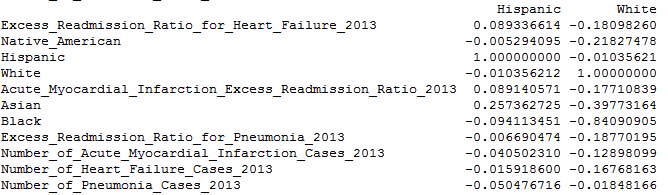 Hispanic White
Excess_Readmission_Ratio_for_Heart_Failure_2013 0.089336614 -0.18098260
Native_American -0.005294095 -0.21827478
Hispanic 1.000000000 -0.01035621
White -0.010356212 1.00000000
Acute_Myocardial_Infarction_Excess_Readmission_Ratio_2013 0.089140571 -0.17710839
Asian 0.257362725 -0.39773164
Black -0.094113451 -0.84090905
Excess_Readmission_Ratio_for_Pneumonia_2013 -0.006690474 -0.18770195
Number_of_Acute_Myocardial_Infarction_Cases_2013 -0.040502310 -0.12898099
Number_of_Heart_Failure_Cases_2013 -0.015918600 -0.16768163
Number_of_Pneumonia_Cases_2013 -0.050476716 -0.01848166